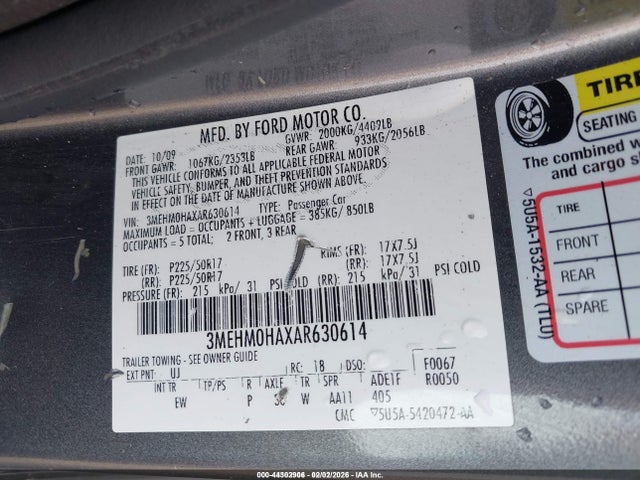 MFD. BY FORD MOTOR CO.
DATE: 10/09 GVWR: 2000KG/4409LB
FRONT GAWR: 1067KG/2353LB REAR GAWR: 933KG/2056LB
THIS VEHICLE CONFORMS TO ALL APPLICABLE FEDERAL MOTOR
VEHICLE SAFETY, BUMPER, AND THEFT PREVENTION STANDARDS
IN EFFECT ON THE DATE OF MANUFACTURE SHOWN ABOVE.
VIN: 3MEHM0HAXAR630614 TYPE: Passenger Car
MAXIMUM LOAD = OCCUPANTS + LUGGAGE = 385KG/ 850LB
OCCUPANTS = 5 TOTAL; 2 FRONT, 3 REAR
TIRE (FR): P225/50R17 RIMS (FR): 17X7.5J
(RR): P225/50R17 (RR): 17X7.5J
PRESSURE (FR): 215 kPa/ 31 PSI COLD (RR): 215 kPa/ 31 PSI COLD
3MEHM0HAXAR630614
TRAILER TOWING - SEE OWNER GUIDE
EXT PNT: UJ RC: 18 DSO: F0067
INT TR TP/PS R AXLE TR SPR ADE1F R0050
EW P W AA11 405
CMC ▽5U5A-5420472-AA
TIRE
SEATING
The combined
and cargo
TIRE
FRONT
REAR
SPARE
▽5U5A-1532-AA (TLU)
000-44302906 - 02/02/2026 - IAAI.com